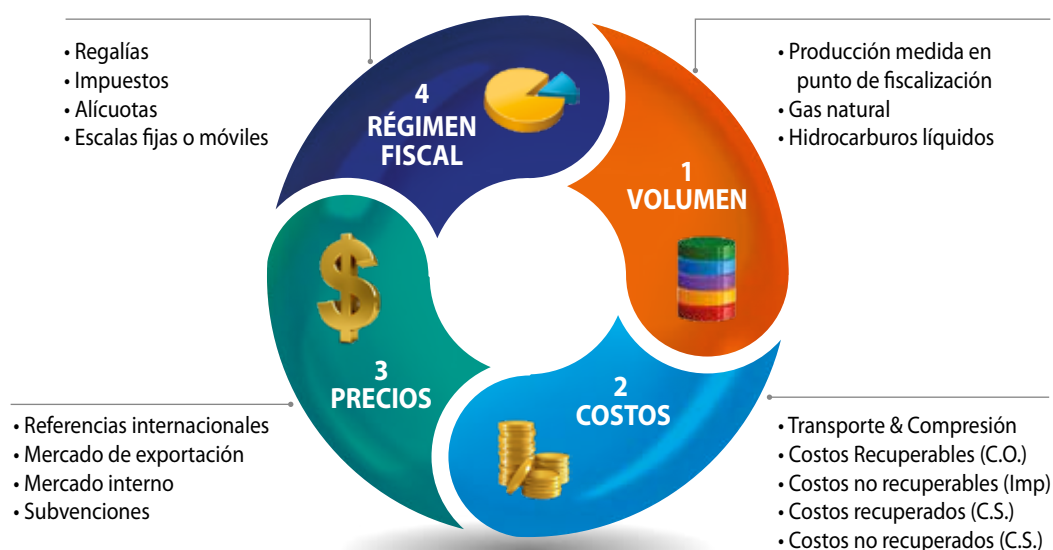 • Regalías
• Impuestos
• Alícuotas
• Escalas fijas o móviles
4
RÉGIMEN
FISCAL
• Producción medida en
punto de fiscalización
• Gas natural
• Hidrocarburos líquidos
1
VOLUMEN
3
PRECIOS
2
COSTOS
• Referencias internacionales
• Mercado de exportación
• Mercado interno
• Subvenciones
• Transporte & Compresión
• Costos Recuperables (C.O.)
• Costos no recuperables (Imp)
• Costos recuperados (C.S.)
• Costos no recuperados (C.S.)